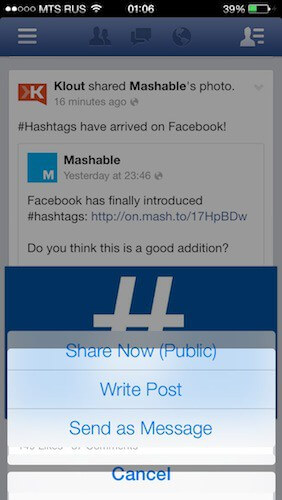 MTS RUS 01:06 39%
Klout shared Mashable's photo.
16 minutes ago
#Hashtags have arrived on Facebook!
M Mashable
Yesterday at 23:46
Facebook has finally introduced
#hashtags: http://on.mash.to/17HpBDw
Do you think this is a good addition?
#
Share Now (Public)
Write Post
Send as Message
Cancel